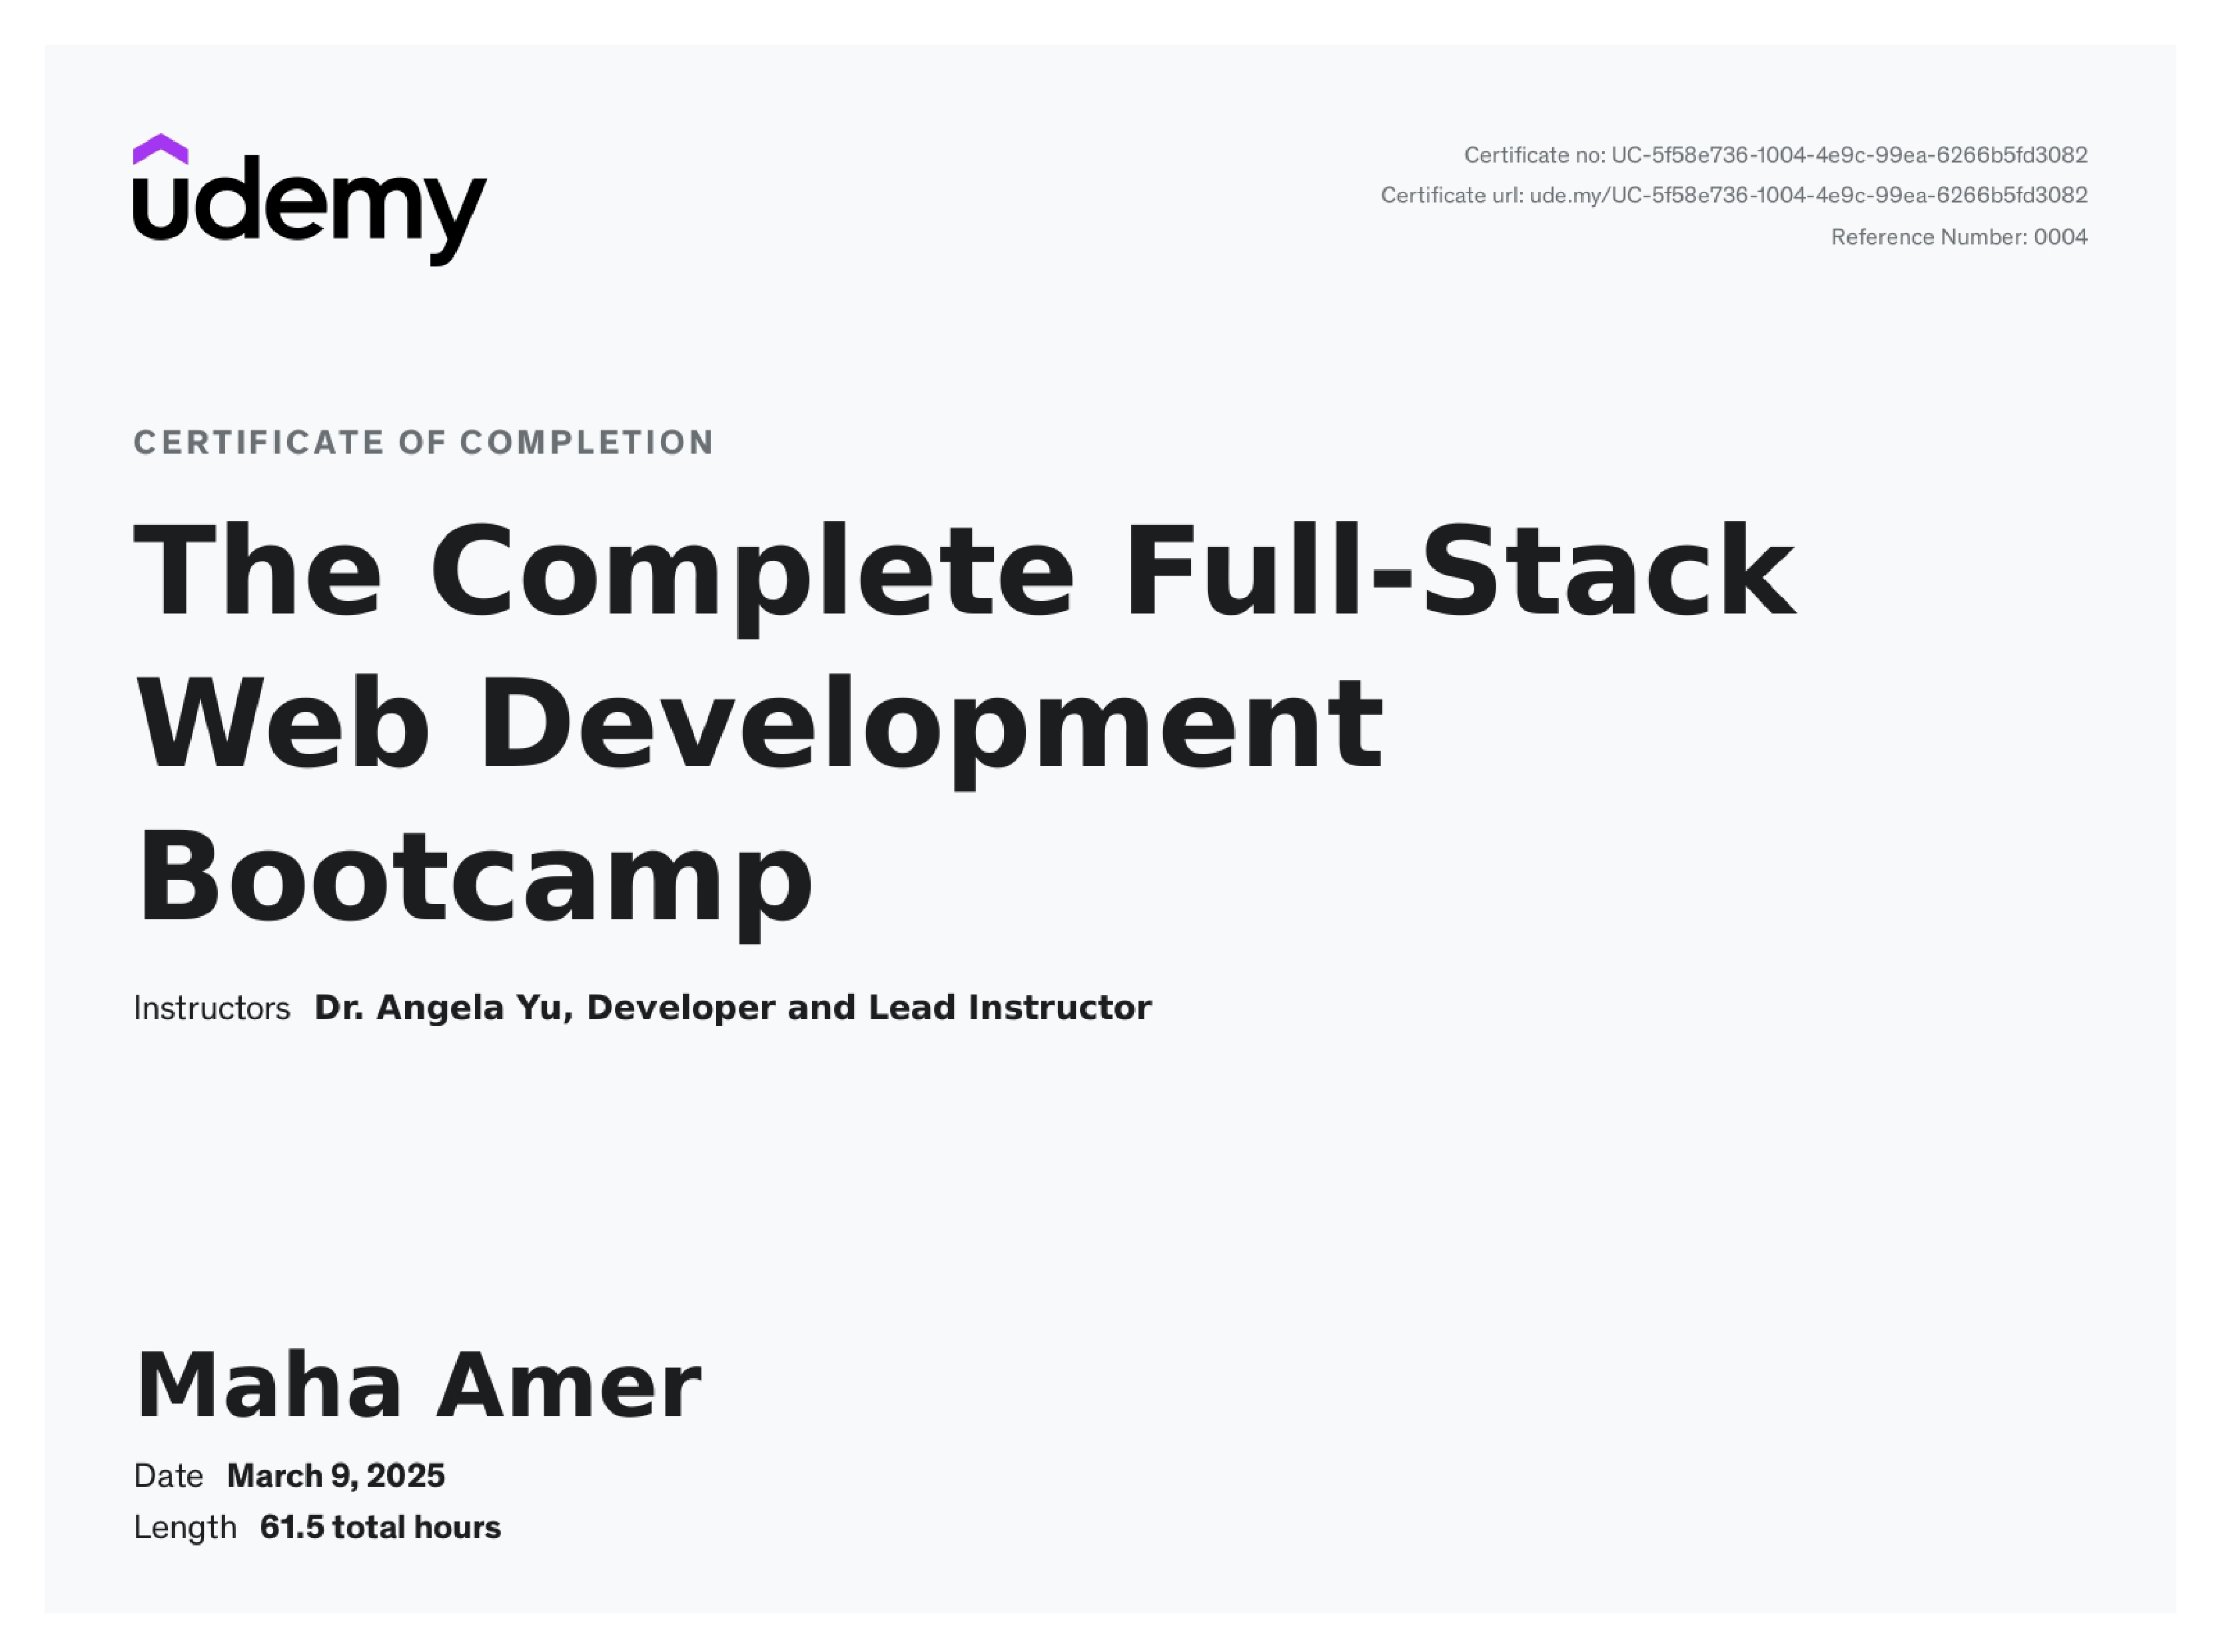 udemy
Certificate no: UC-5f58e736-1004-4e9c-99ea-6266b5fd3082
Certificate url: ude.my/UC-5f58e736-1004-4e9c-99ea-6266b5fd3082
Reference Number: 0004
CERTIFICATE OF COMPLETION
The Complete Full-Stack
Web Development
Bootcamp
Instructors Dr. Angela Yu, Developer and Lead Instructor
Maha Amer
Date March 9, 2025
Length 61.5 total hours